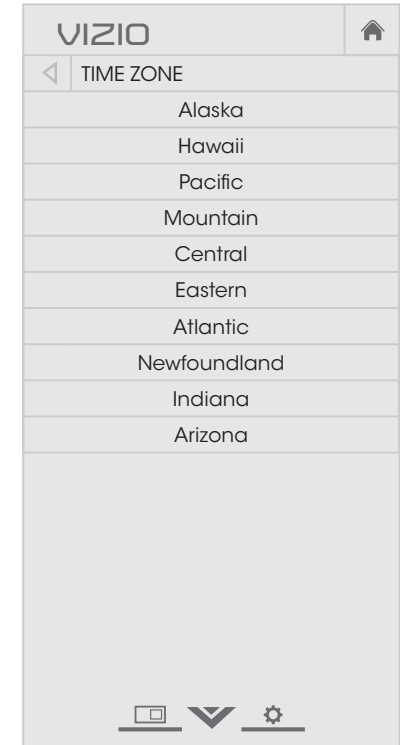 VIZIO
TIME ZONE
Alaska
Hawaii
Pacific
Mountain
Central
Eastern
Atlantic
Newfoundland
Indiana
Arizona